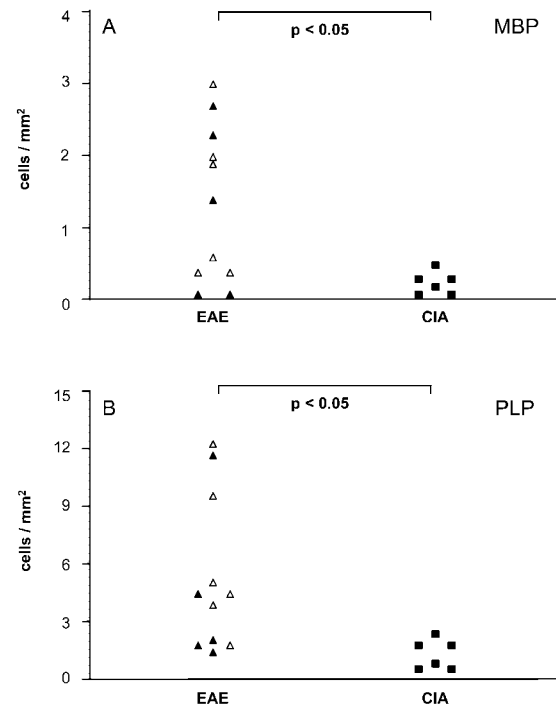 4
A
MBP
p < 0.05
3
cells / mm²
2
1
0
EAE CIA
15
B
PLP
p < 0.05
12
9
cells / mm²
6
3
0
EAE CIA